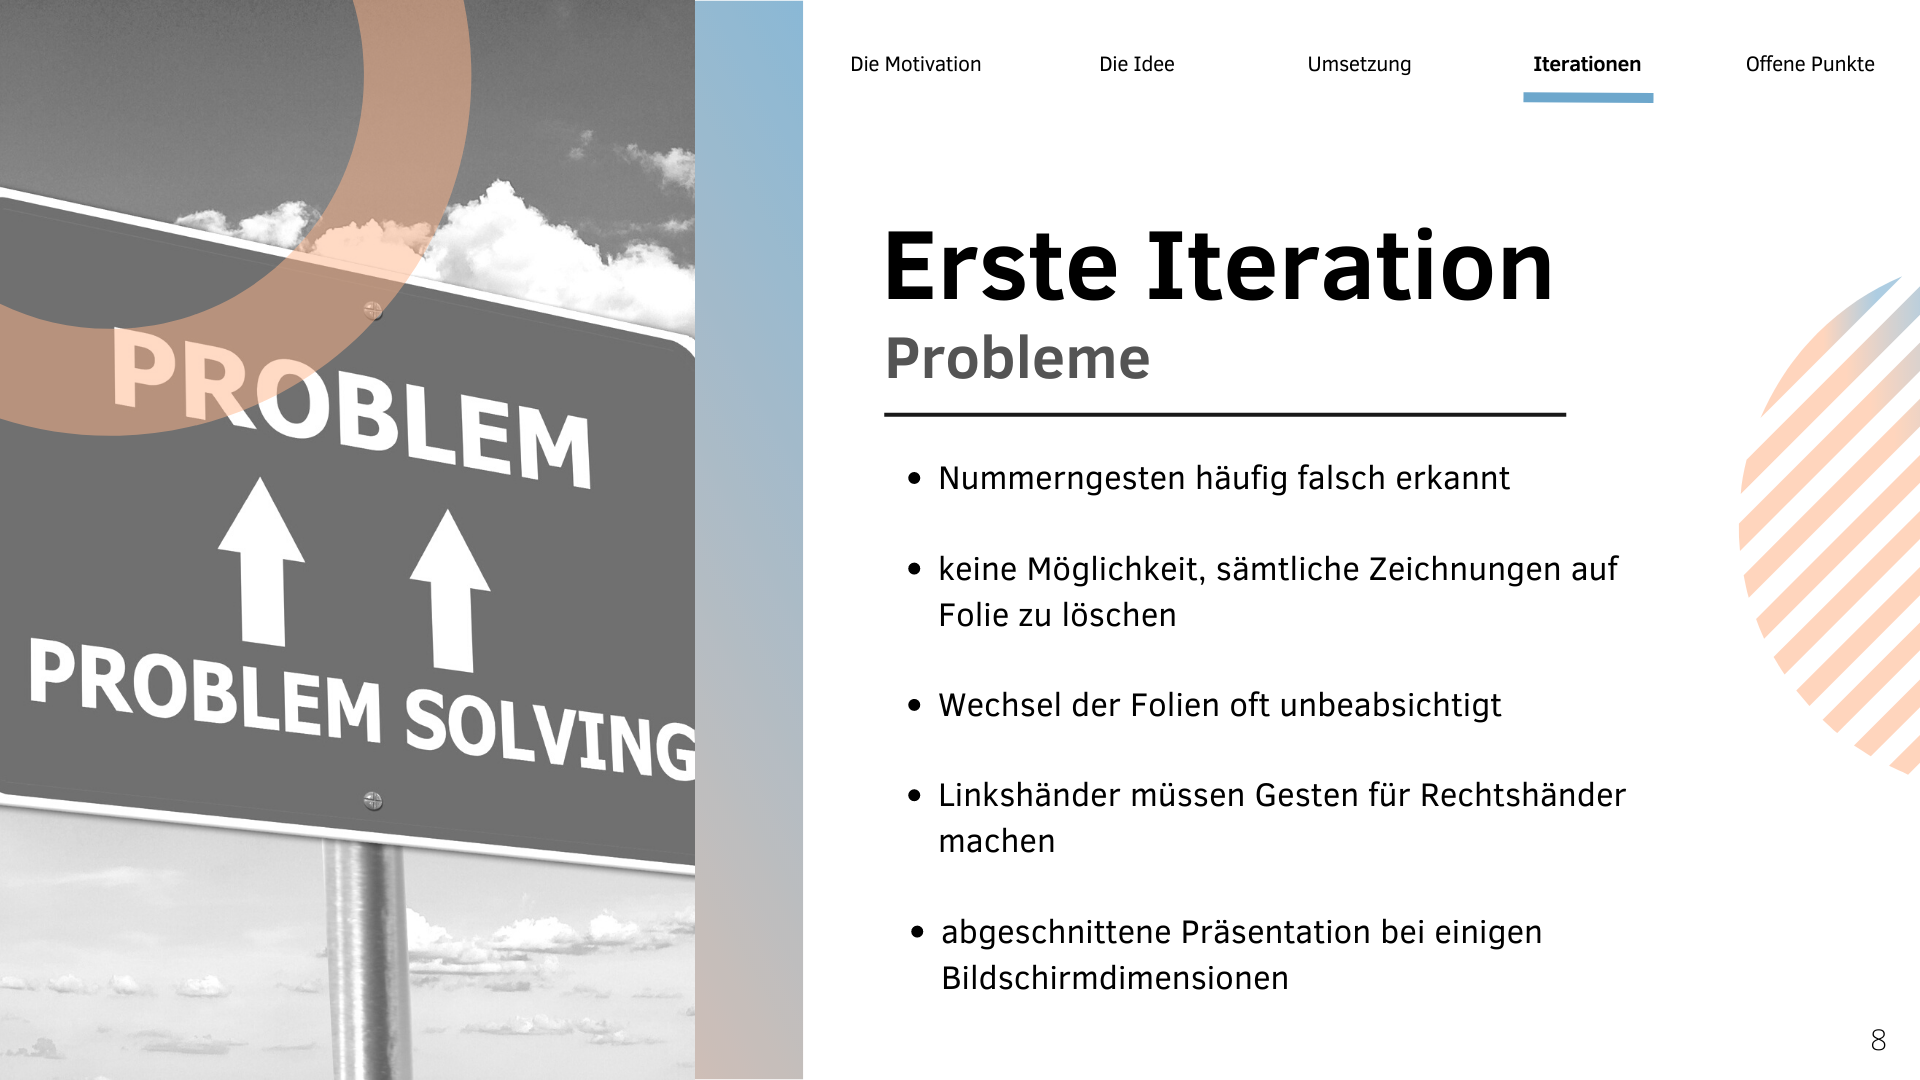 Die Motivation
Die Idee
Umsetzung
Iterationen
Offene Punkte
PROBLEM
PROBLEM SOLVING
Erste Iteration
Probleme
• Nummerngesten häufig falsch erkannt
• keine Möglichkeit, sämtliche Zeichnungen auf
Folie zu löschen
• Wechsel der Folien oft unbeabsichtigt
• Linkshänder müssen Gesten für Rechtshänder
machen
• abgeschnittene Präsentation bei einigen
Bildschirmdimensionen
8